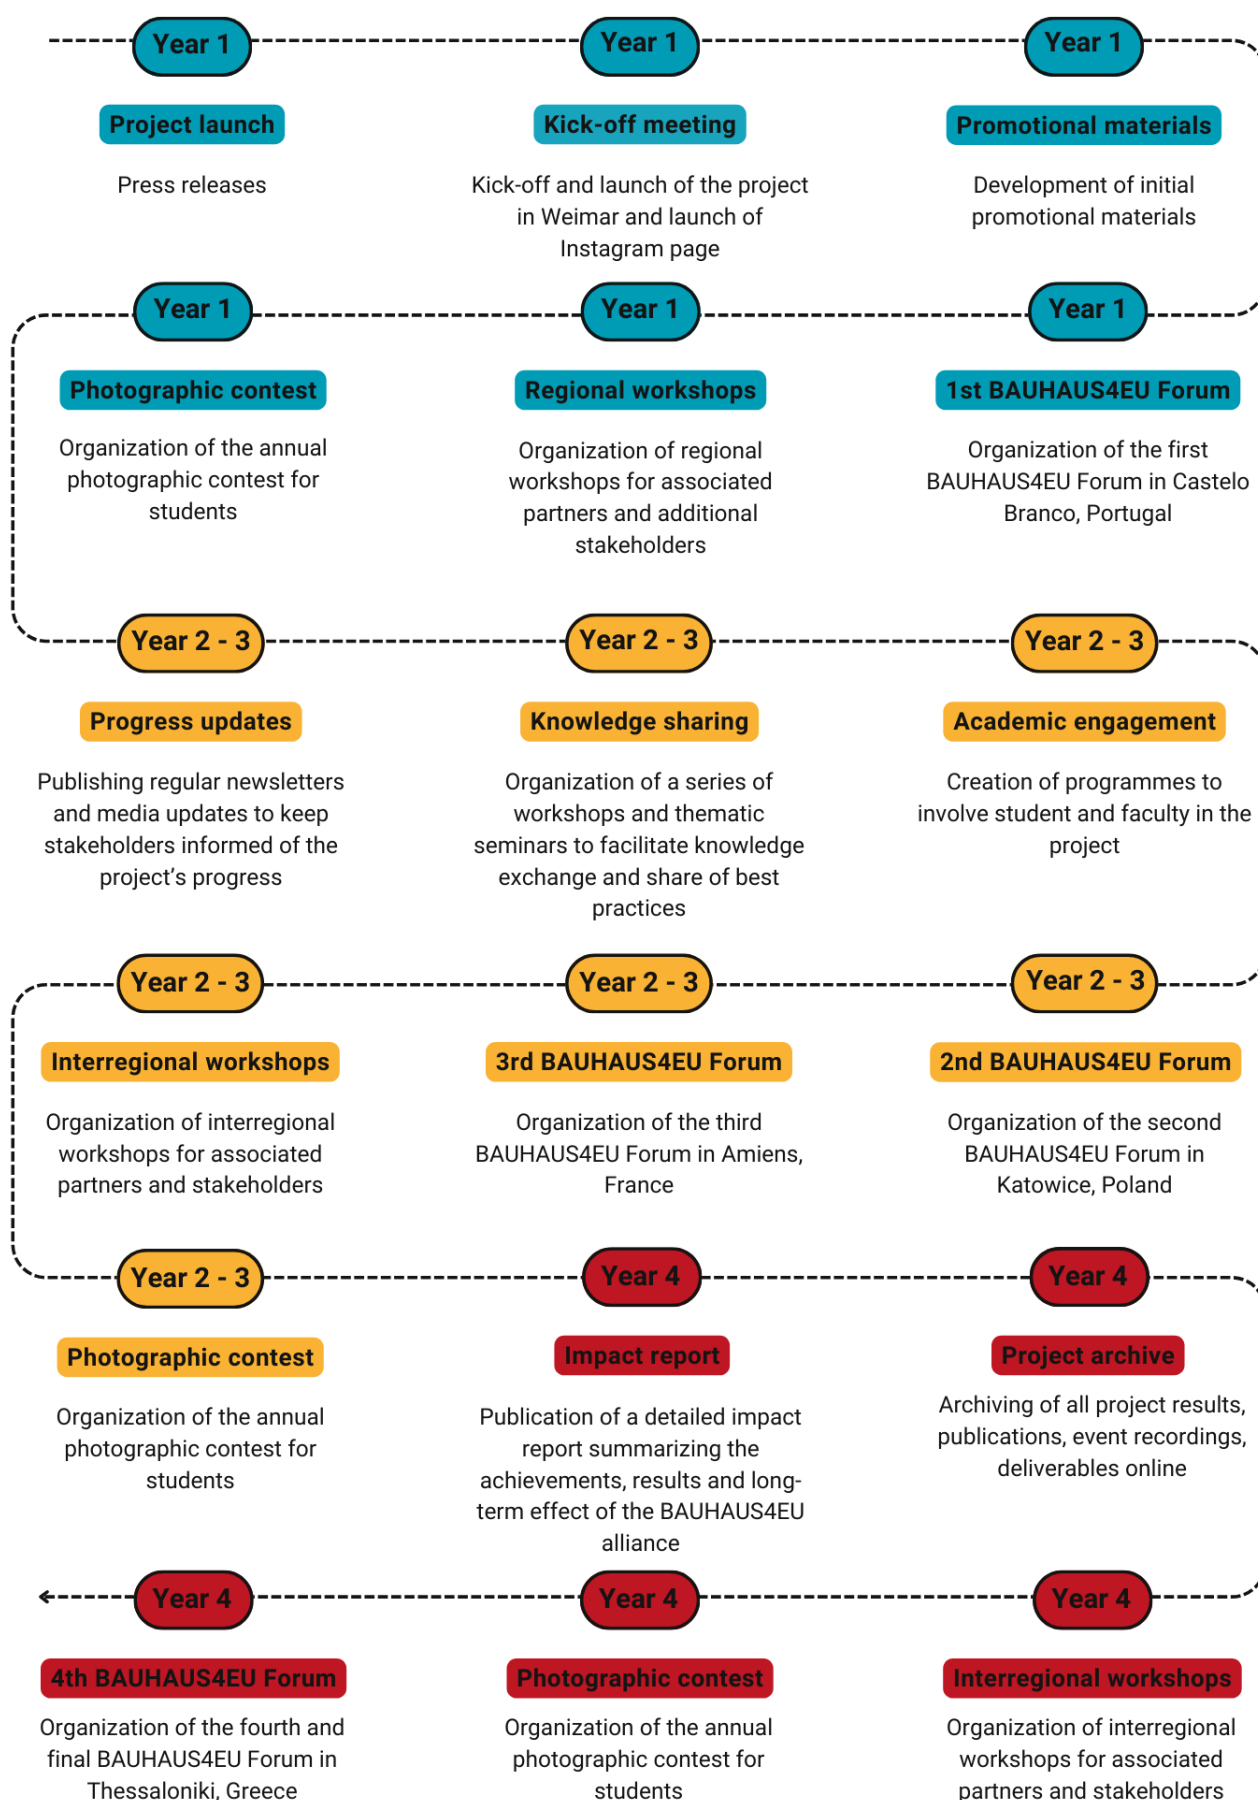 Year 1
Project launch
Press releases
Year 1
Kick-off meeting
Kick-off and launch of the project
in Weimar and launch of
Instagram page
Year 1
Promotional materials
Development of initial
promotional materials
Year 1
1st BAUHAUS4EU Forum
Organization of the first
BAUHAUS4EU Forum in Castelo
Branco, Portugal
Year 1
Regional workshops
Organization of regional
workshops for associated
partners and additional
stakeholders
Year 1
Photographic contest
Organization of the annual
photographic contest for
students
Year 2 - 3
Progress updates
Publishing regular newsletters
and media updates to keep
stakeholders informed of the
project’s progress
Year 2 - 3
Knowledge sharing
Organization of a series of
workshops and thematic
seminars to facilitate knowledge
exchange and share of best
practices
Year 2 - 3
Academic engagement
Creation of programmes to
involve student and faculty in the
project
Year 2 - 3
2nd BAUHAUS4EU Forum
Organization of the second
BAUHAUS4EU Forum in
Katowice, Poland
Year 2 - 3
3rd BAUHAUS4EU Forum
Organization of the third
BAUHAUS4EU Forum in Amiens,
France
Year 2 - 3
Interregional workshops
Organization of interregional
workshops for associated
partners and stakeholders
Year 2 - 3
Photographic contest
Organization of the annual
photographic contest for
students
Year 4
Impact report
Publication of a detailed impact
report summarizing the
achievements, results and long-
term effect of the BAUHAUS4EU
alliance
Year 4
Project archive
Archiving of all project results,
publications, event recordings,
deliverables online
Year 4
Interregional workshops
Organization of interregional
workshops for associated
partners and stakeholders
Year 4
Photographic contest
Organization of the annual
photographic contest for
students
Year 4
4th BAUHAUS4EU Forum
Organization of the fourth and
final BAUHAUS4EU Forum in
Thessaloniki, Greece